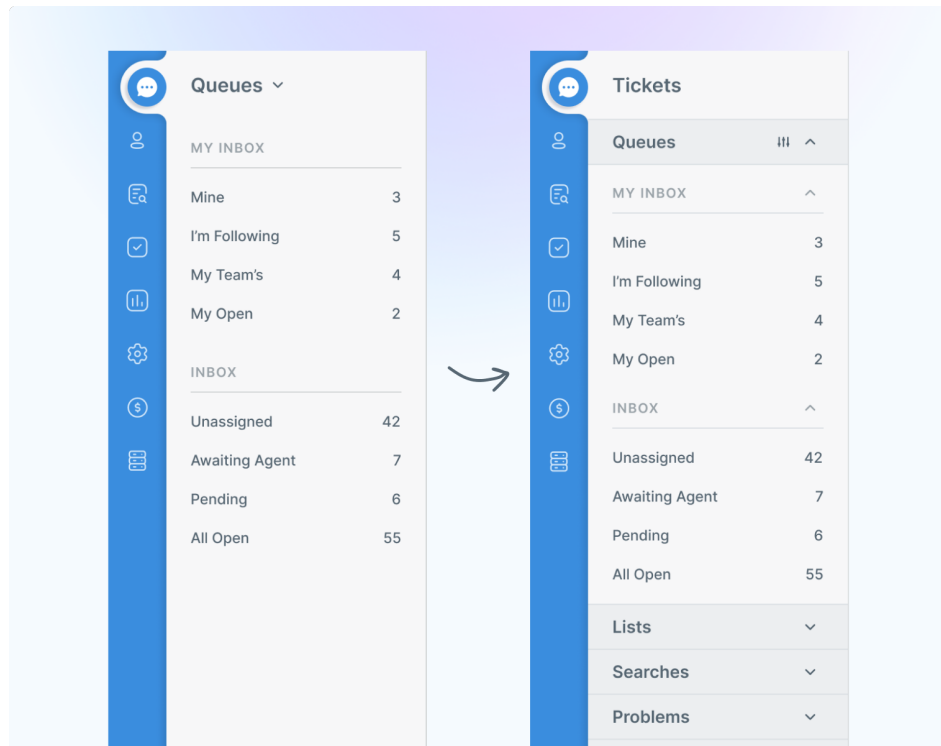 Queues
MY INBOX
Mine 3
I'm Following 5
My Team's 4
My Open 2
INBOX
Unassigned 42
Awaiting Agent 7
Pending 6
All Open 55
Tickets
Queues
MY INBOX
Mine 3
I'm Following 5
My Team's 4
My Open 2
INBOX
Unassigned 42
Awaiting Agent 7
Pending 6
All Open 55
Lists
Searches
Problems